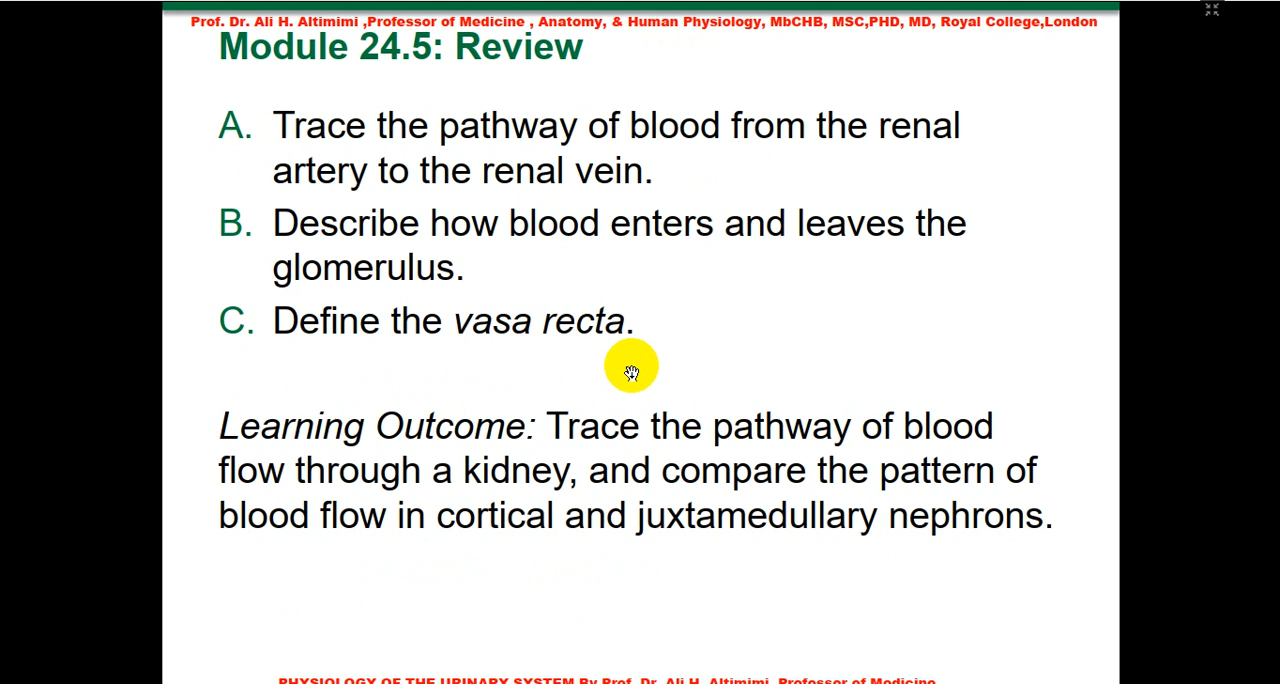 Prof. Dr. Ali H. Altimimi ,Professor of Medicine , Anatomy, & Human Physiology, MbCHB, MSC,PHD, MD, Royal College,London
Module 24.5: Review
A. Trace the pathway of blood from the renal
artery to the renal vein.
B. Describe how blood enters and leaves the
glomerulus.
C. Define the vasa recta.
Learning Outcome: Trace the pathway of blood
flow through a kidney, and compare the pattern of
blood flow in cortical and juxtamedullary nephrons.
PHYSIOLOGY OF THE URINARY SYSTEM By Prof. Dr. Ali H. Altimimi, Professor of Medicine